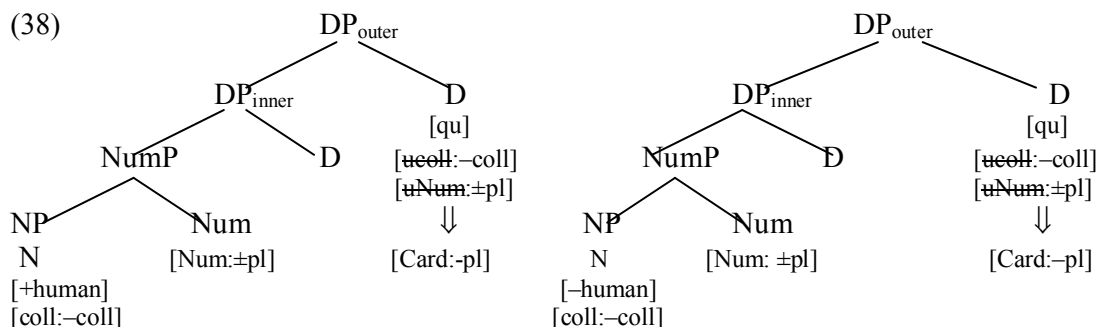 (38) DPouter DPouter
DPinner D DPinner D
[qu] [qu]
NumP D [ucoll:–coll] NumP D [ucoll:–coll]
[uNum:±pl] [uNum:±pl]
NP Num ⇓ NP Num ⇓
N [Num:±pl] [Card:-pl] N [Num: ±pl] [Card:–pl]
[+human] [–human]
[coll:–coll] [coll:–coll]